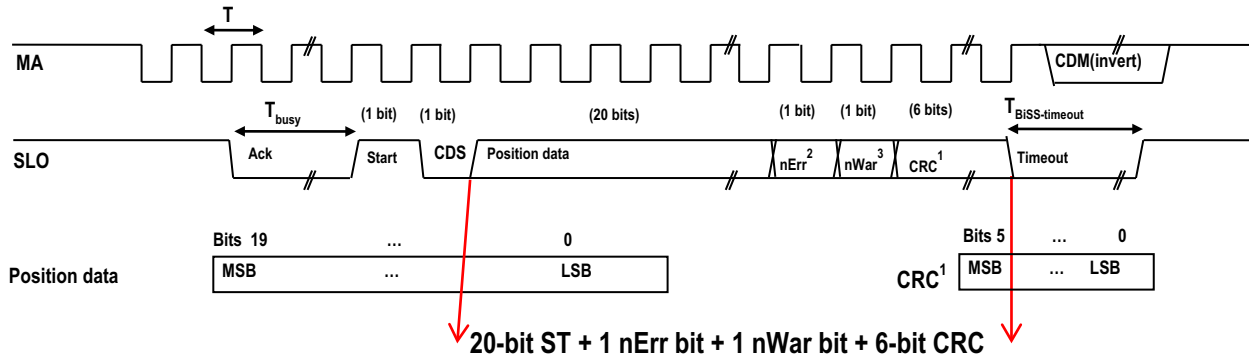 T
MA
CDM(invert)
T busy
(1 bit) (1 bit) (20 bits) (1 bit) (1 bit) (6 bits)
T BiSS-timeout
SLO
Ack Start CDS Position data nErr² nWar³ CRC¹ Timeout
Bits 19 ... 0
Bits 5 ... 0
Position data
MSB ... LSB
CRC¹
MSB ... LSB
20-bit ST + 1 nErr bit + 1 nWar bit + 6-bit CRC